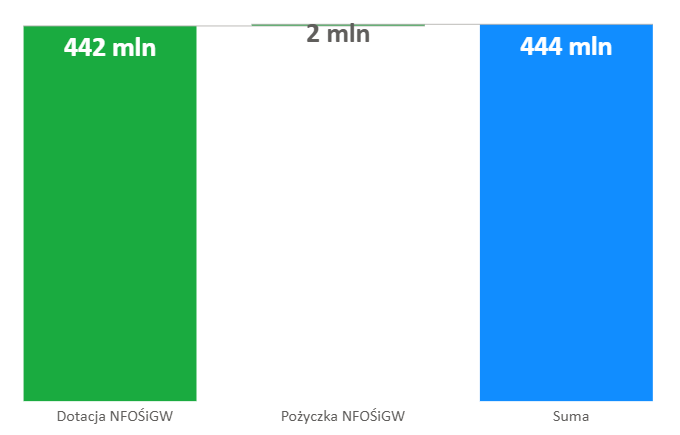 442 mln
2 mln
444 mln
Dotacja NFOŚiGW
Pożyczka NFOŚiGW
Suma